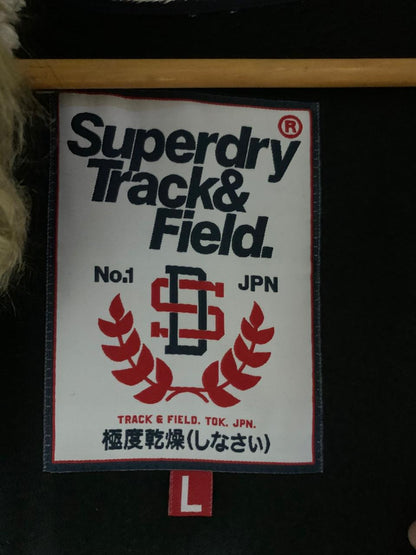 Superdry®
Track&
Field.
No.1 SD JPN
TRACK & FIELD. TOK. JPN.
極度乾燥(しなさい)
L